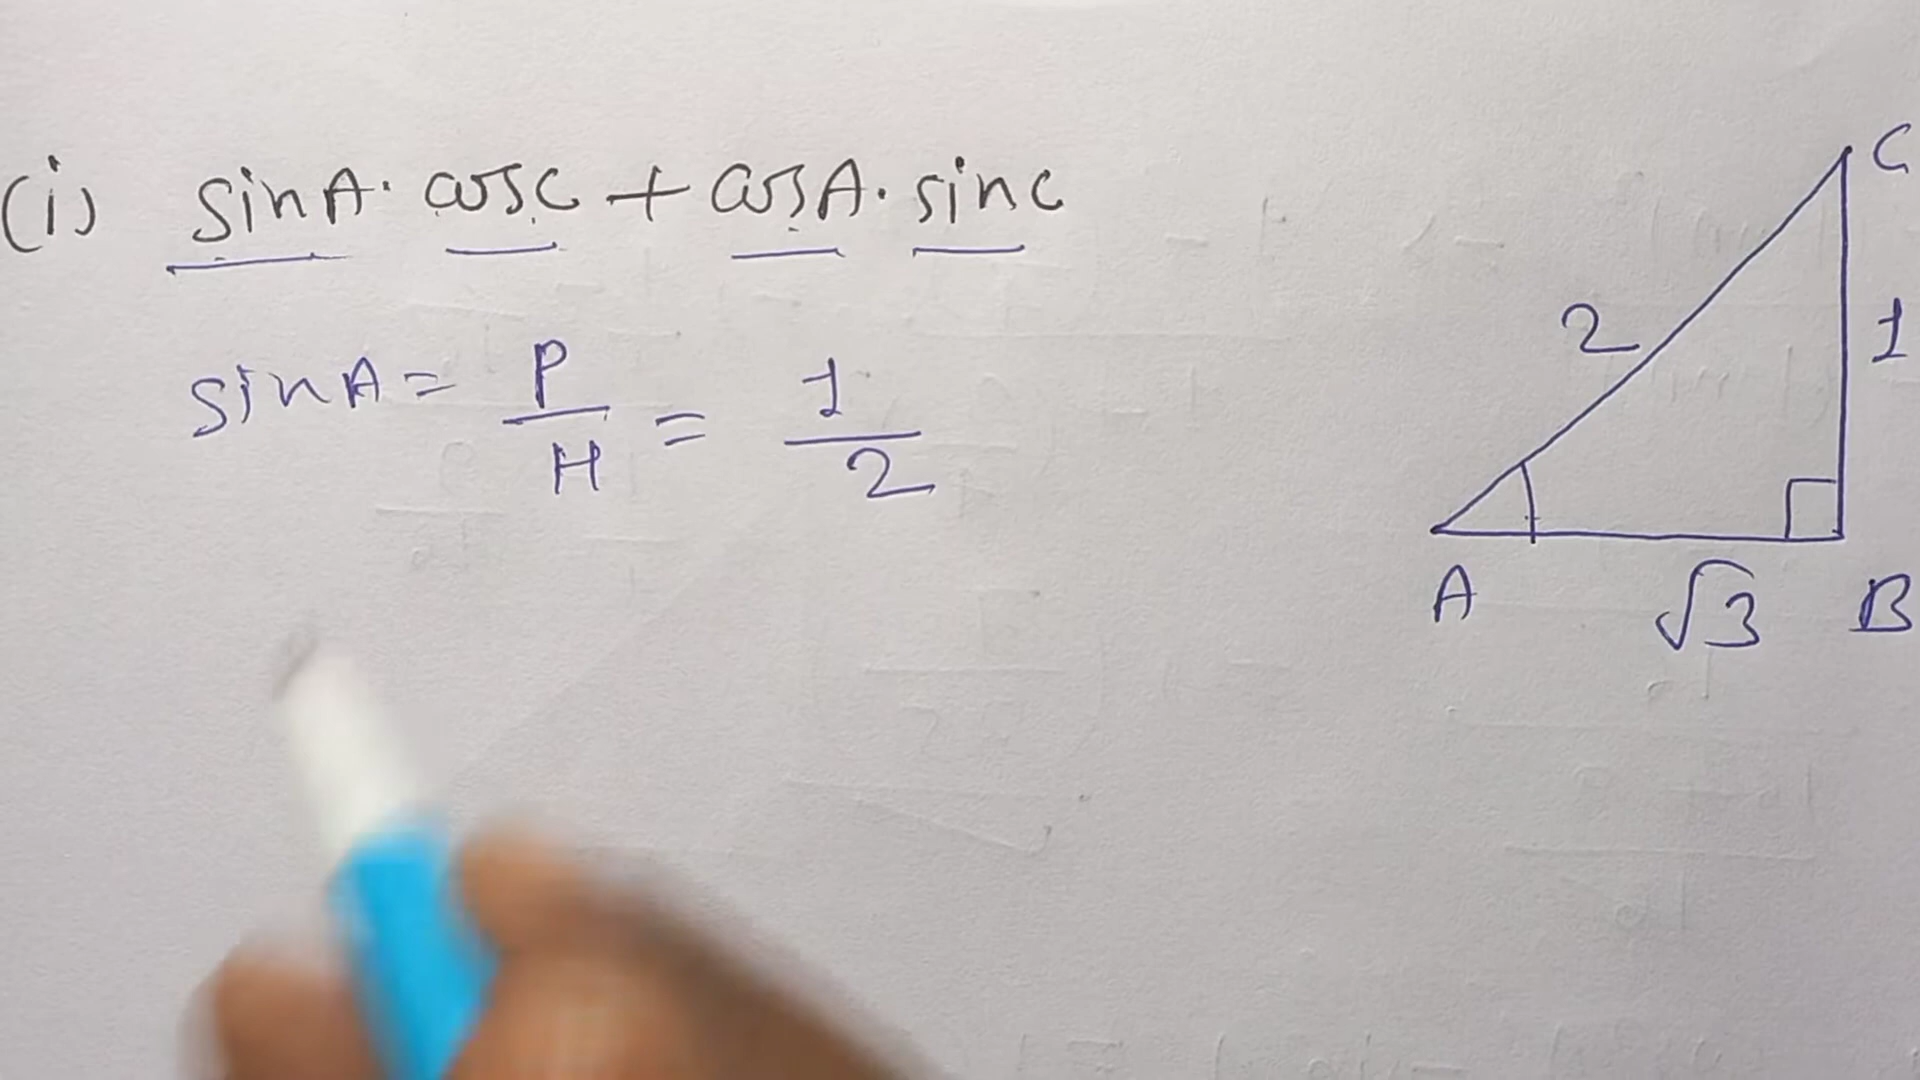 (i) sinA· cosC + cosA· sinC
sinA = P/H = 1/2
C
2
1
A
√3
B